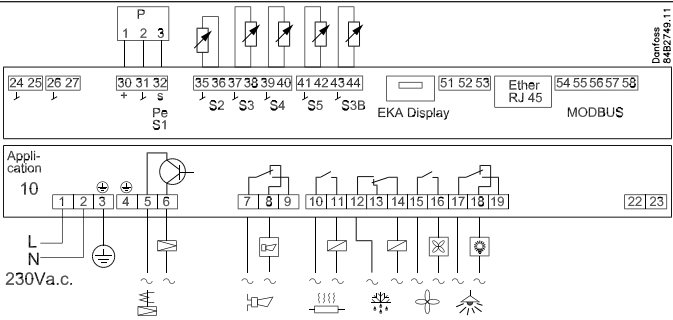 Danfoss
84B2749.11
P
1 2 3
24 25 26 27 30 31 32 35 36 37 38 39 40 41 42 43 44 51 52 53 Ether RJ 45 54 55 56 57 58
+ s S2 S3 S4 S5 S3B EKA Display MODBUS
Pe
S1
Appli-
cation
10
1 2 3 4 5 6 7 8 9 10 11 12 13 14 15 16 17 18 19 22 23
L
N
230Va.c.